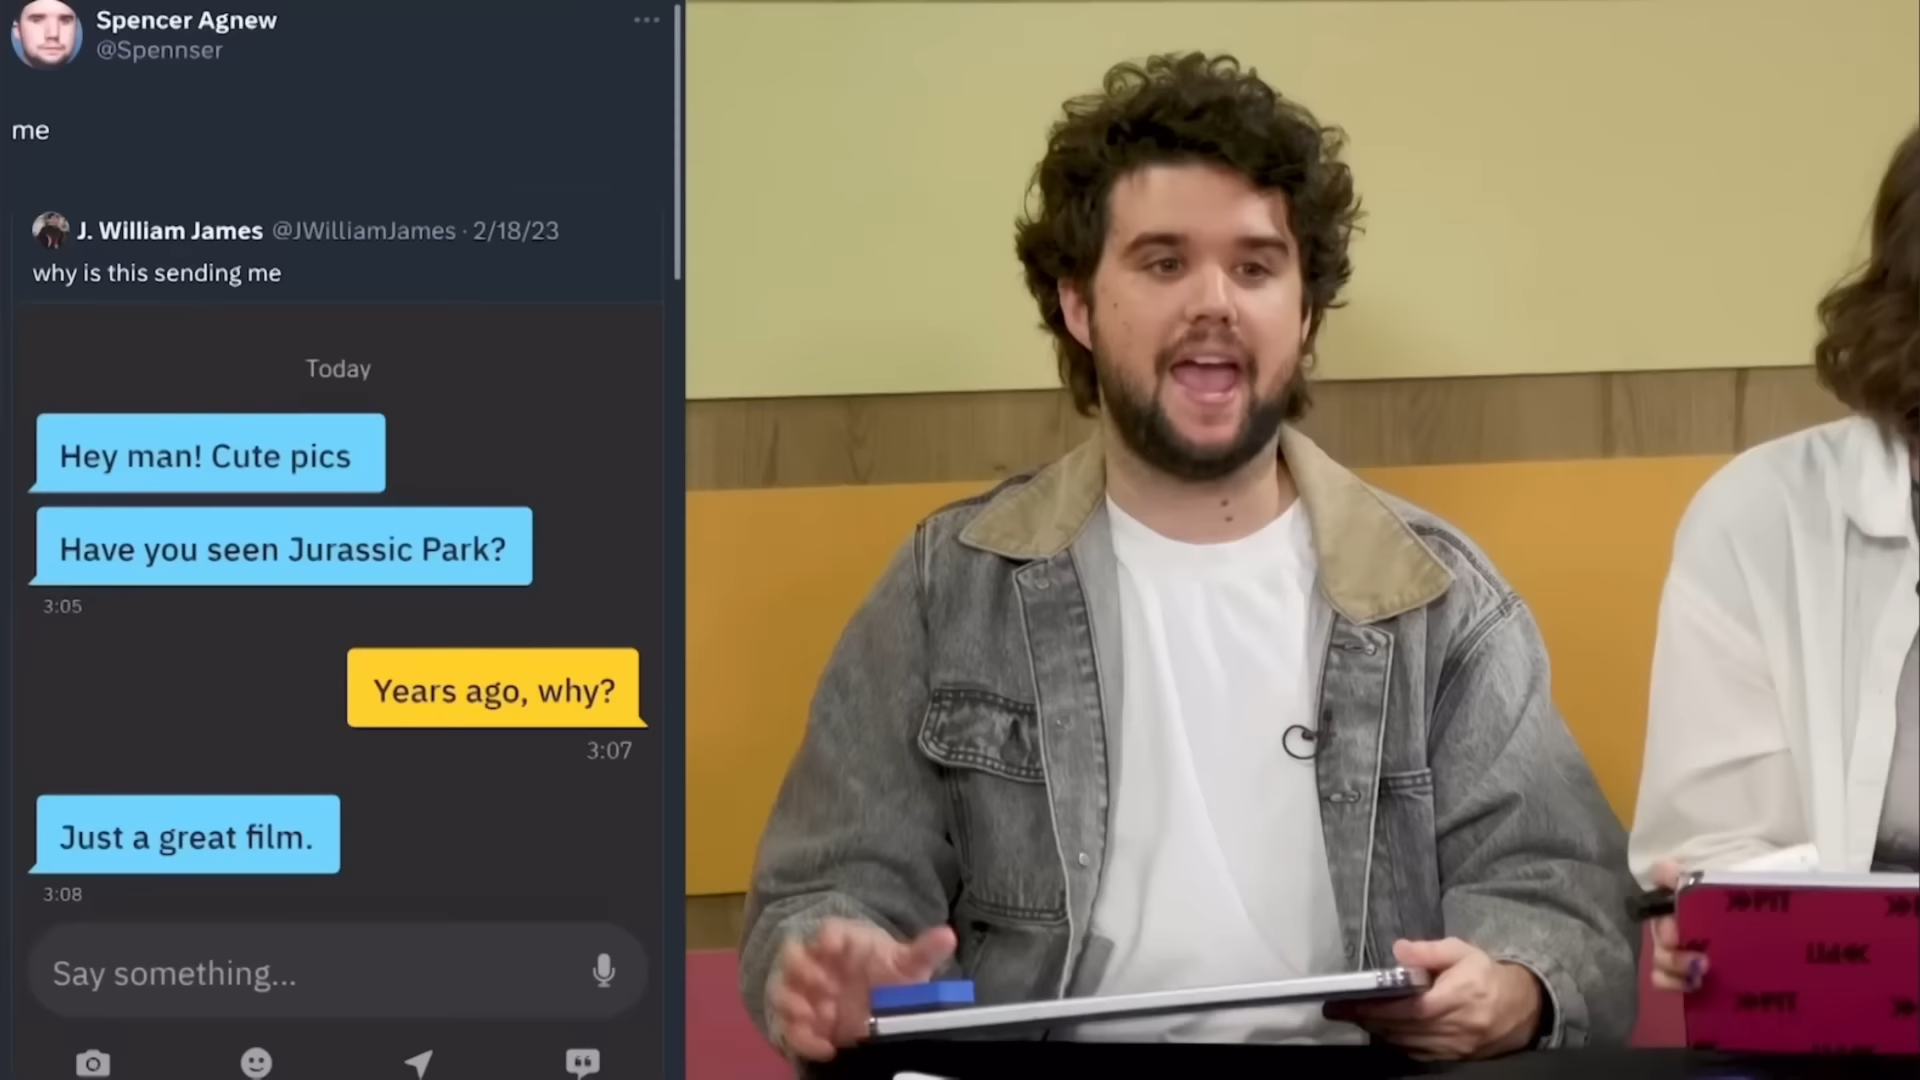 Spencer Agnew
@Spennser
me
J. William James @JWilliamJames · 2/18/23
why is this sending me
Today
Hey man! Cute pics
Have you seen Jurassic Park?
3:05
Years ago, why?
3:07
Just a great film.
3:08
Say something...
PIT
PIT